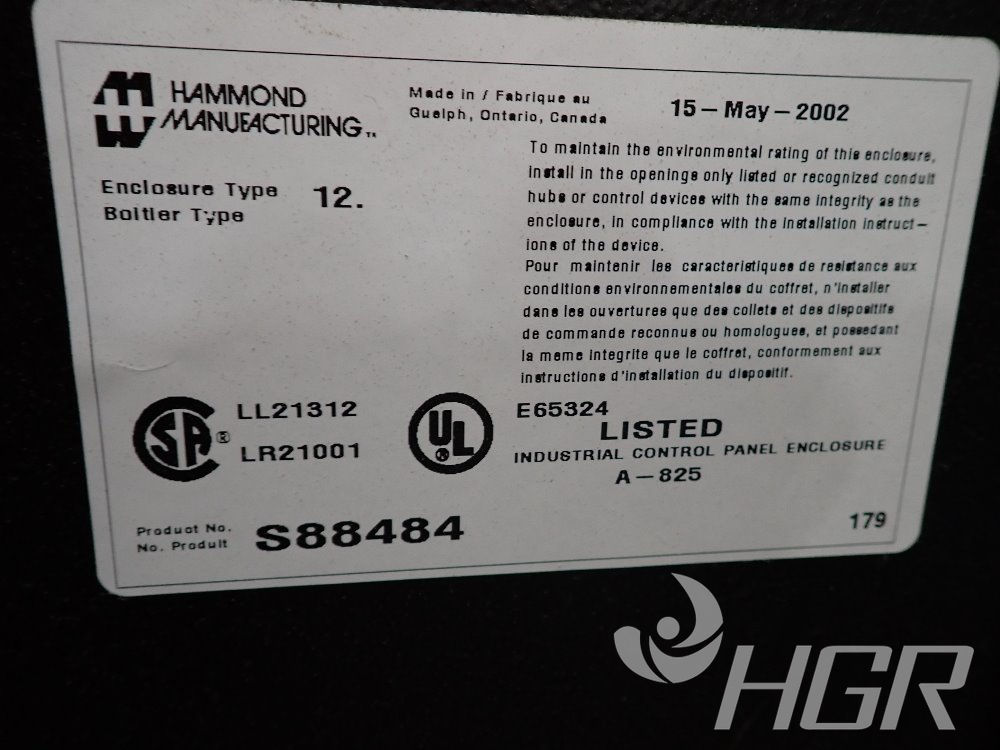 HAMMOND
MANUFACTURING™
Made in / Fabrique au
Guelph, Ontario, Canada
15-May-2002
Enclosure Type 12.
Boitier Type
To maintain the environmental rating of this enclosure,
install in the openings only listed or recognized conduit
hubs or control devices with the same integrity as the
enclosure, in compliance with the installation instruct-
ions of the device.
Pour maintenir les caracteristiques de resistance aux
conditions environnementales du coffret, n'installer
dans les ouvertures que des collets et des dispositifs
de commande reconnus ou homologues, et possedant
la meme integrite que le coffret, conformement aux
instructions d'installation du dispositif.
SA ®
LL21312
LR21001
UL ®
E65324
LISTED
INDUSTRIAL CONTROL PANEL ENCLOSURE
A-825
Product No.
No. Produit
S88484
179
HGR